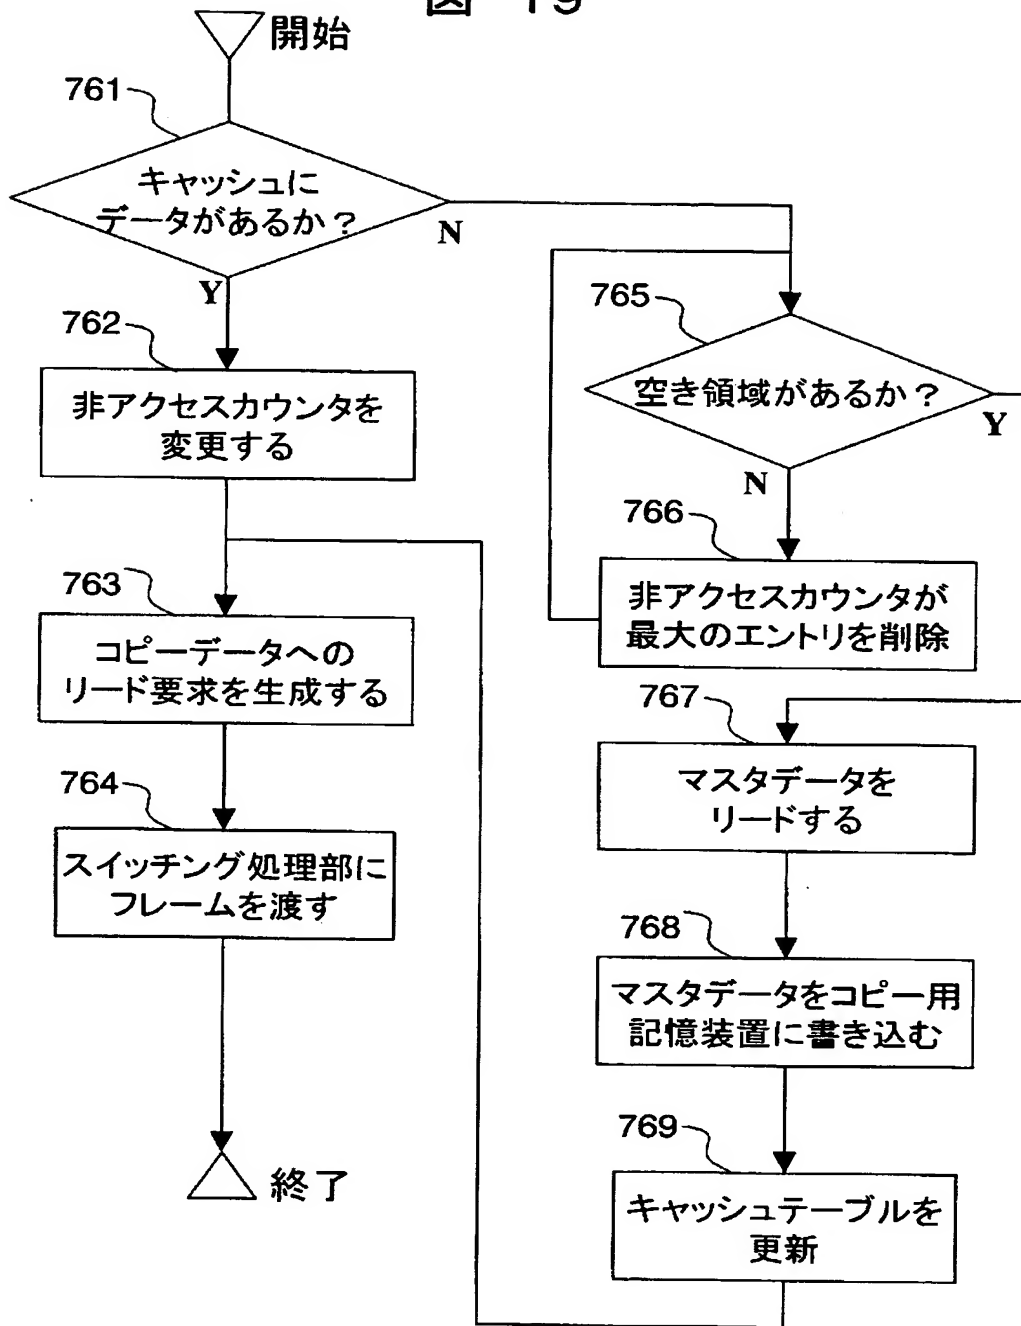 図 19
開始
761
キャッシュに
データがあるか？
N
Y
762
非アクセスカウンタを
変更する
763
コピーデータへの
リード要求を生成する
764
スイッチング処理部に
フレームを渡す
終了
765
空き領域があるか？
Y
N
766
非アクセスカウンタが
最大のエントリを削除
767
マスタデータを
リードする
768
マスタデータをコピー用
記憶装置に書き込む
769
キャッシュテーブルを
更新